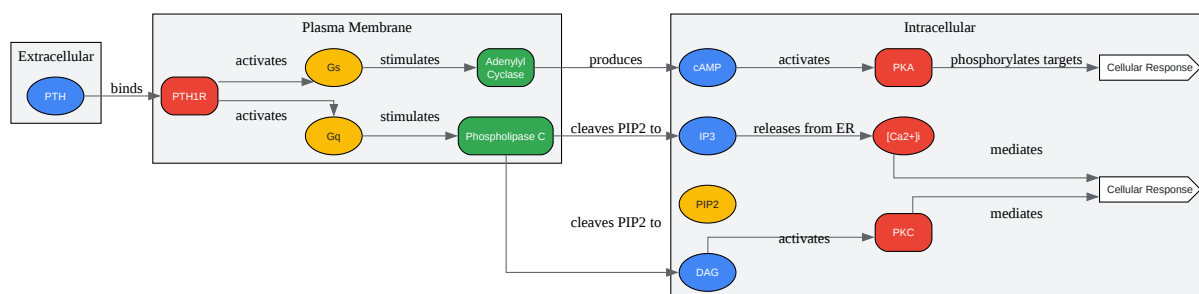 Extracellular
PTH
binds
Plasma Membrane
PTH1R
activates
activates
Gs
Gq
stimulates
stimulates
Adenylyl
Cyclase
Phospholipase C
produces
cleaves PIP2 to
cleaves PIP2 to
Intracellular
cAMP
activates
PKA
phosphorylates targets
Cellular Response
IP3
releases from ER
[Ca2+]i
mediates
Cellular Response
PIP2
DAG
activates
PKC
mediates